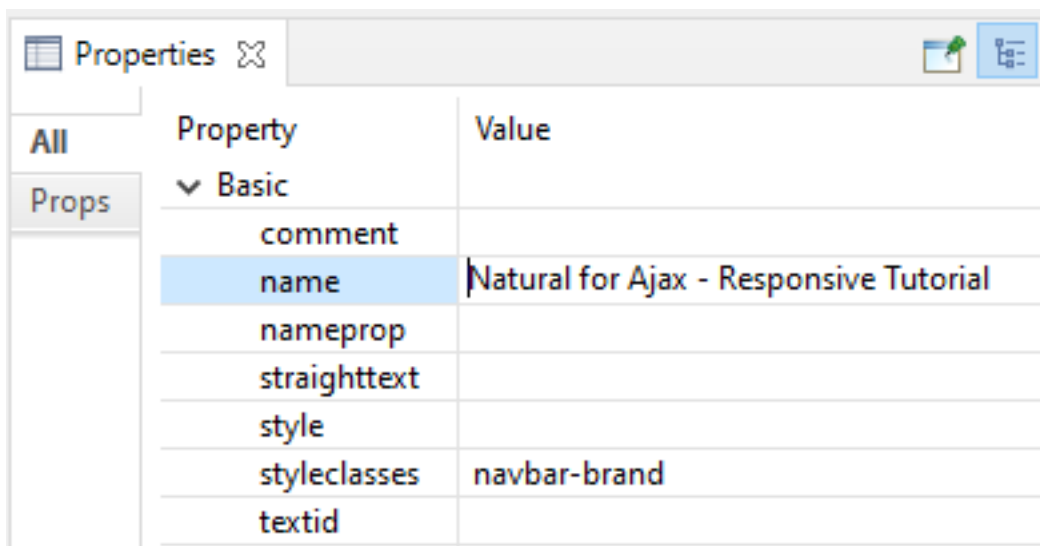 Properties
All
Props
Property Value
Basic
comment
name Natural for Ajax - Responsive Tutorial
nameprop
straighttext
style
styleclasses navbar-brand
textid